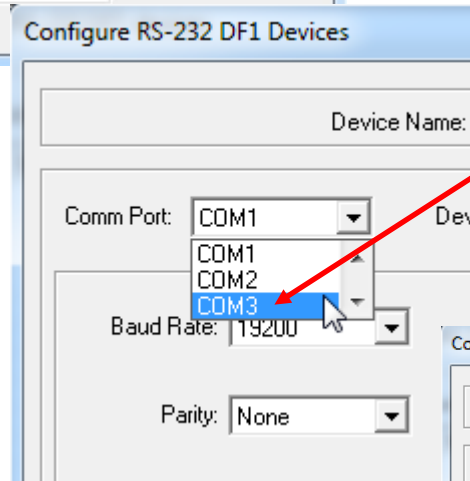 Configure RS-232 DF1 Devices
Device Name:
Comm Port: COM1
Dev
COM1
COM2
COM3
Baud Rate: 19200
Co
Parity: None